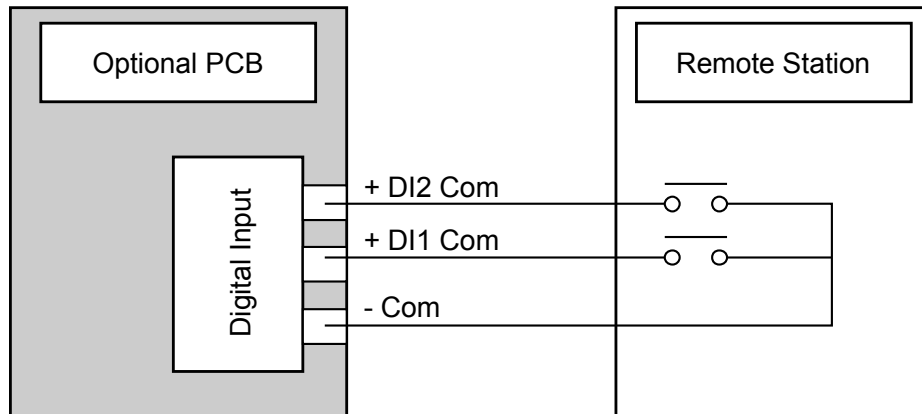 Optional PCB
Remote Station
Digital Input
+ DI2 Com
+ DI1 Com
- Com